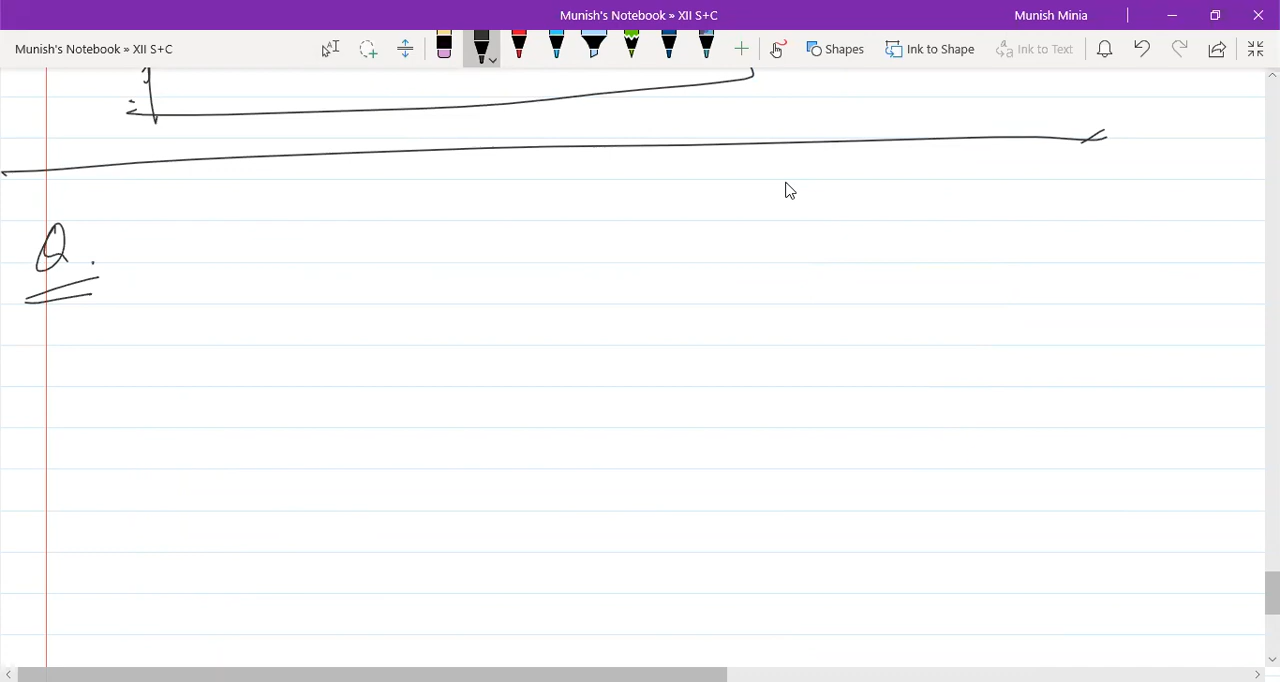 Munish's Notebook » XII S+C
Munish Minia
Munish's Notebook » XII S+C
Shapes
Ink to Shape
Ink to Text
Q.